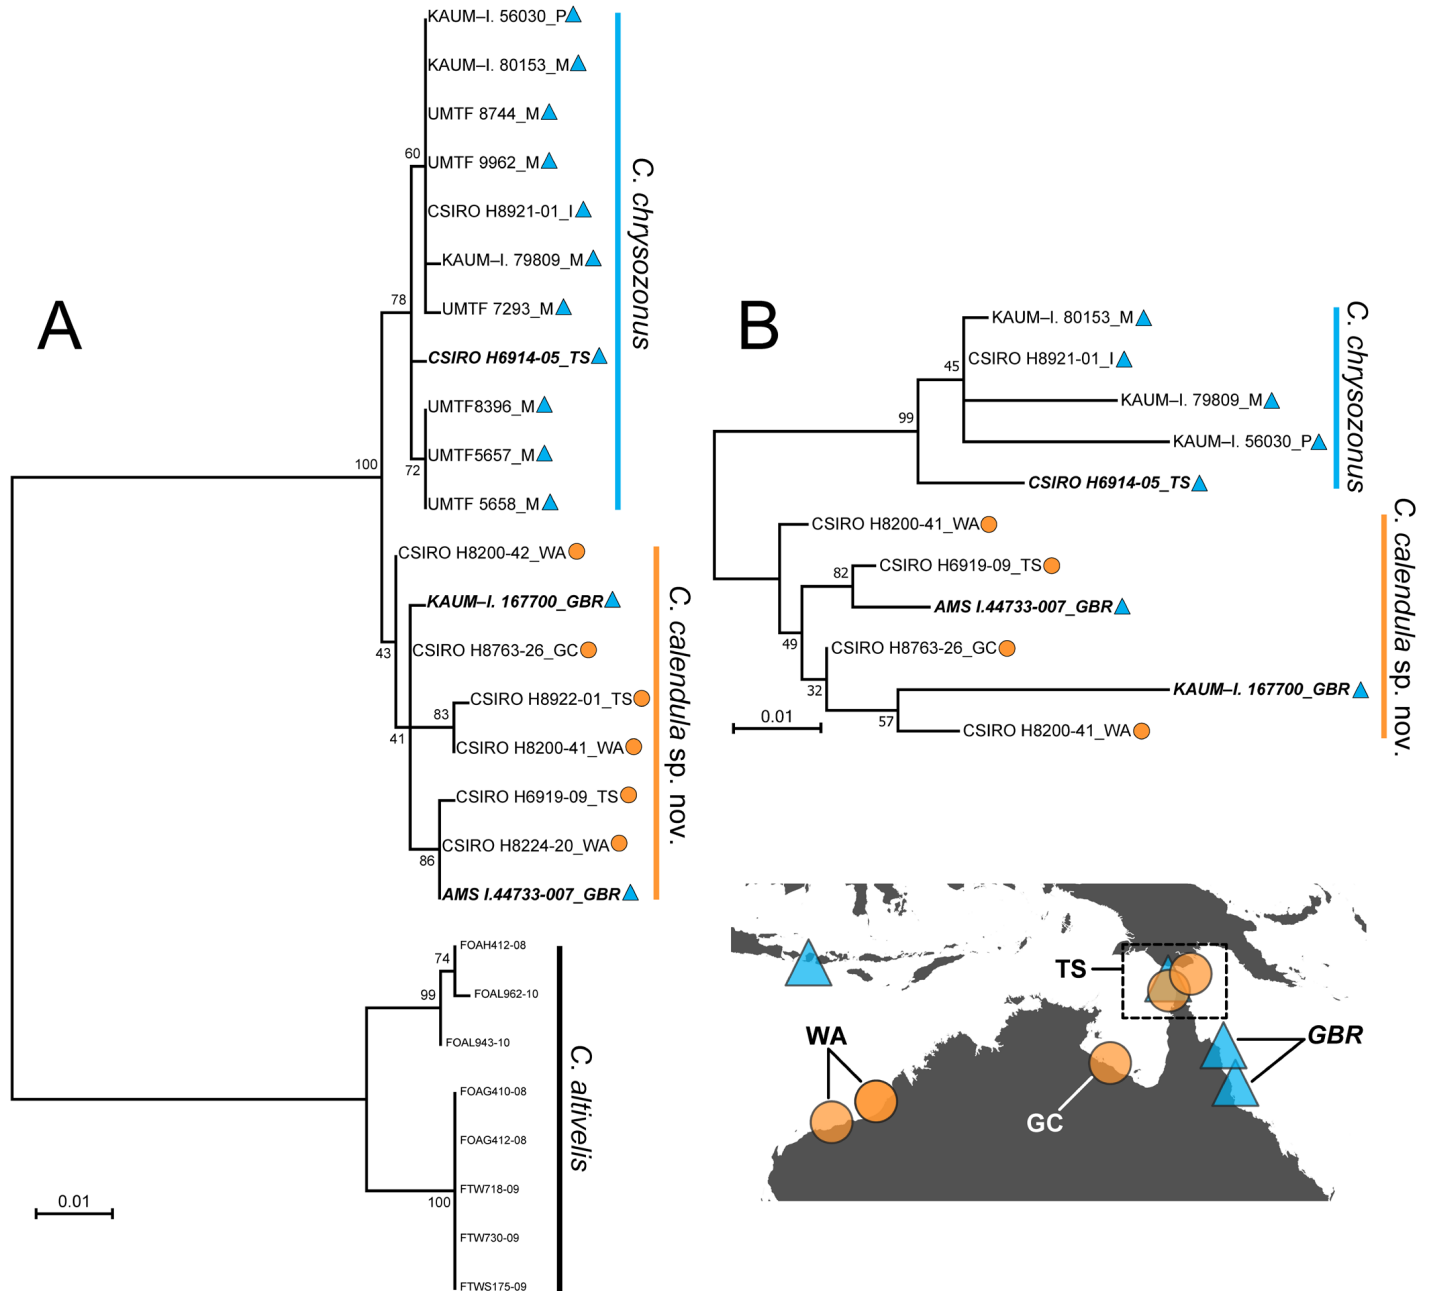 A
KAUM–I. 56030_P
KAUM–I. 80153_M
UMTF 8744_M
UMTF 9962_M
CSIRO H8921-01_I
KAUM–I. 79809_M
UMTF 7293_M
CSIRO H6914-05_TS
UMTF8396_M
UMTF5657_M
UMTF 5658_M
CSIRO H8200-42_WA
KAUM–I. 167700_GBR
CSIRO H8763-26_GC
CSIRO H8922-01_TS
CSIRO H8200-41_WA
CSIRO H6919-09_TS
CSIRO H8224-20_WA
AMS I.44733-007_GBR
FOAH412-08
FOAL962-10
FOAL943-10
FOAG410-08
FOAG412-08
FTW718-09
FTW730-09
FTWS175-09
60
78
72
100
43
83
41
86
74
99
100
0.01
C. chrysozonus
C. calendula sp. nov.
C. altivelis
B
KAUM–I. 80153_M
CSIRO H8921-01_I
KAUM–I. 79809_M
KAUM–I. 56030_P
CSIRO H6914-05_TS
CSIRO H8200-41_WA
CSIRO H6919-09_TS
AMS I.44733-007_GBR
CSIRO H8763-26_GC
KAUM–I. 167700_GBR
CSIRO H8200-41_WA
45
99
82
49
32
57
0.01
C. chrysozonus
C. calendula sp. nov.
TS
WA
GBR
GC